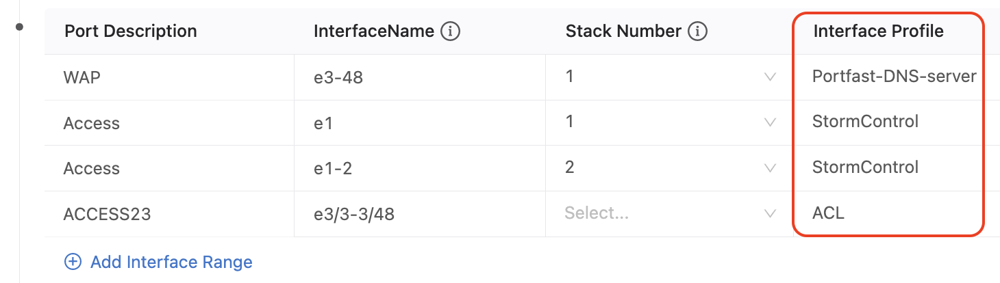 Port Description InterfaceName Stack Number Interface Profile
WAP e3-48 1 Portfast-DNS-server
Access e1 1 StormControl
Access e1-2 2 StormControl
ACCESS23 e3/3-3/48 Select... ACL
Add Interface Range